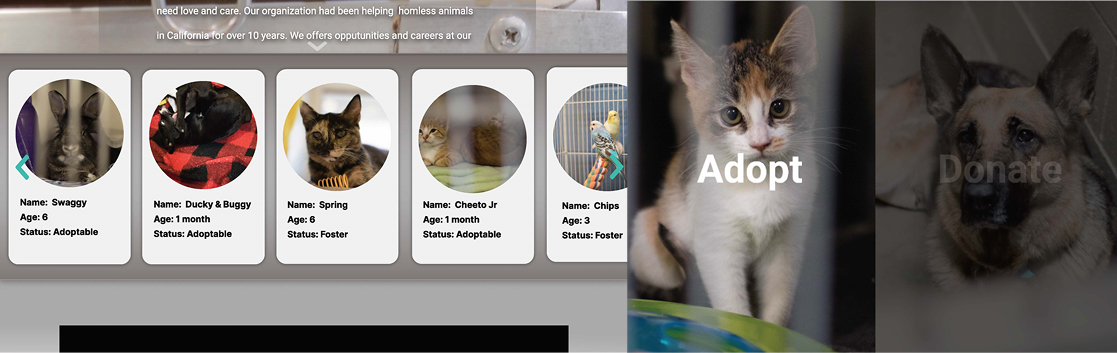 need love and care. Our organization had been helping homless animals
in California for over 10 years. We offers opputunities and careers at our
Name: Swaggy
Age: 6
Status: Adoptable
Name: Ducky & Buggy
Age: 1 month
Status: Adoptable
Name: Spring
Age: 6
Status: Foster
Name: Cheeto Jr
Age: 1 month
Status: Adoptable
Name: Chips
Age: 3
Status: Foster
Adopt
Donate